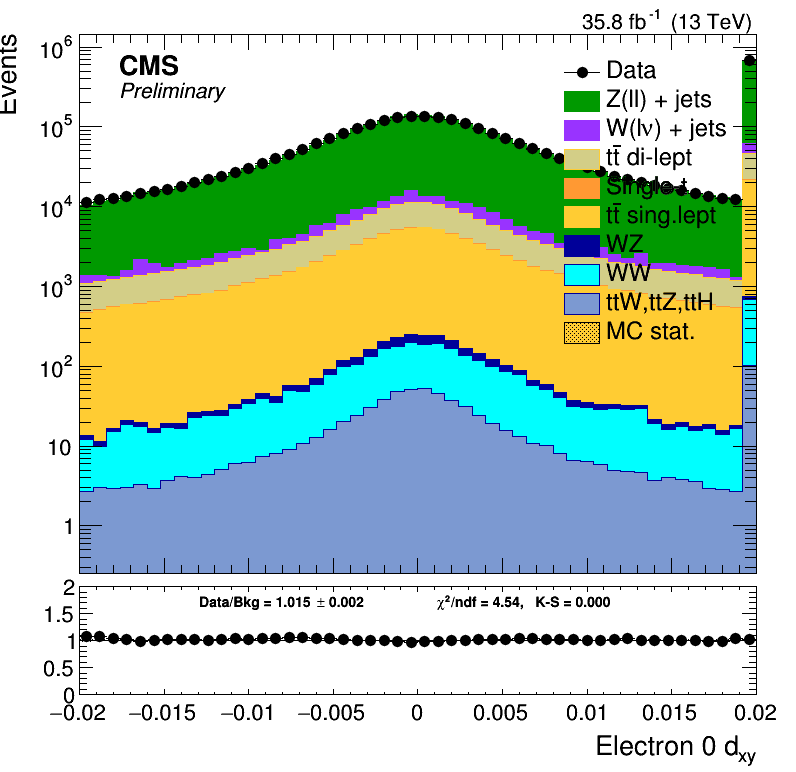 35.8 fb⁻¹ (13 TeV)
Events
CMS
Preliminary
Data
Z(ll) + jets
W(lν) + jets
tt̄ di-lept
Single-t
tt̄ sing.lept
WZ
WW
ttW,ttZ,ttH
MC stat.
10⁶
10⁵
10⁴
10³
10²
10
1
Data/Bkg = 1.015 ± 0.002 χ²/ndf = 4.54, K-S = 0.000
2
1.5
1
0.5
0
−0.02 −0.015 −0.01 −0.005 0 0.005 0.01 0.015 0.02
Electron 0 dxy